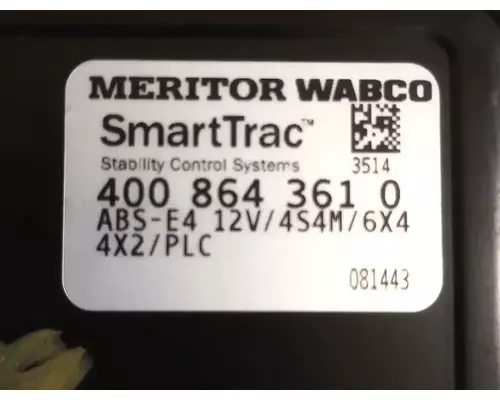 MERITOR WABCO
SmartTrac™
Stability Control Systems 3514
400 864 361 0
ABS-E4 12V/4S4M/6X4
4X2/PLC
081443